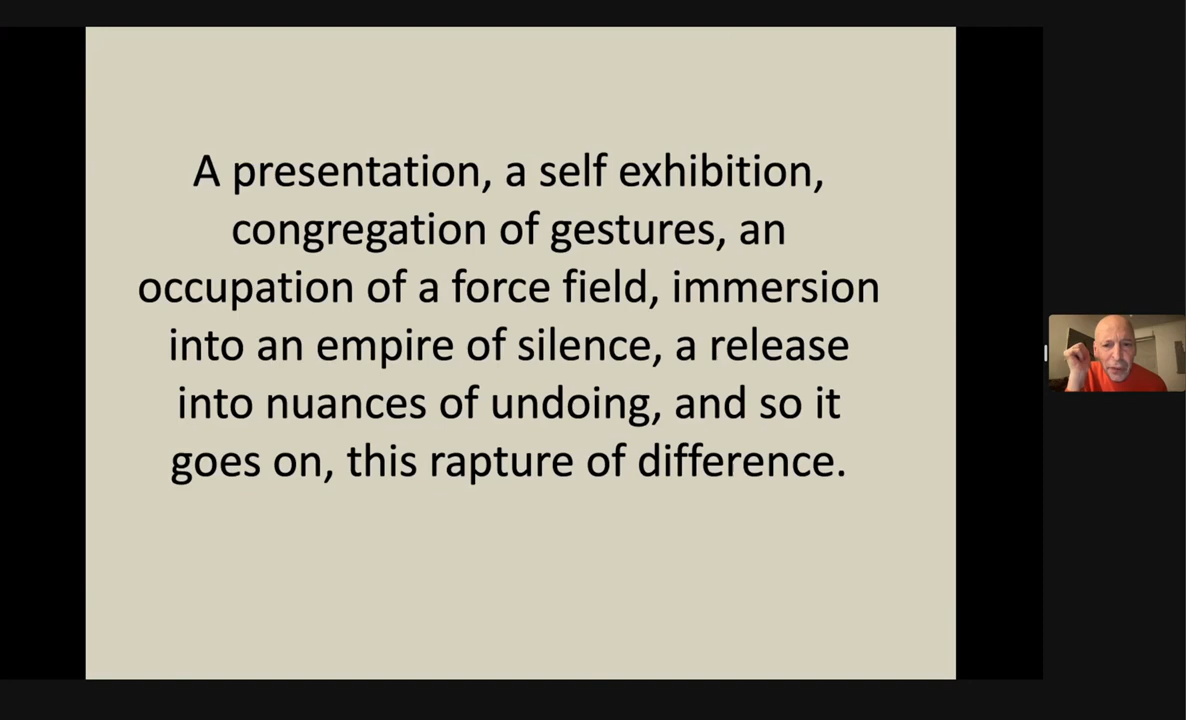 A presentation, a self exhibition,
congregation of gestures, an
occupation of a force field, immersion
into an empire of silence, a release
into nuances of undoing, and so it
goes on, this rapture of difference.